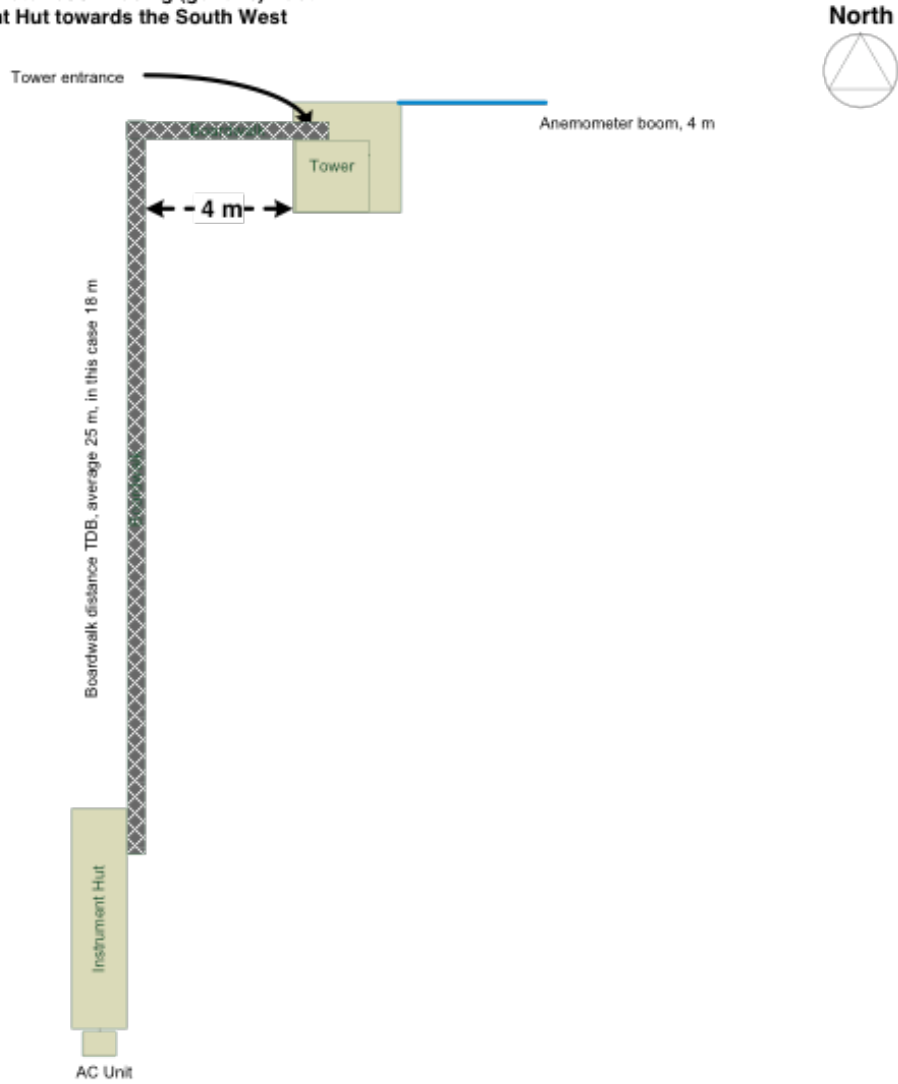 at Hut towards the South West
North
Tower entrance
Anemometer boom, 4 m
Tower
4 m
Boardwalk distance TDB, average 25 m, in this case 18 m
Instrument Hut
AC Unit